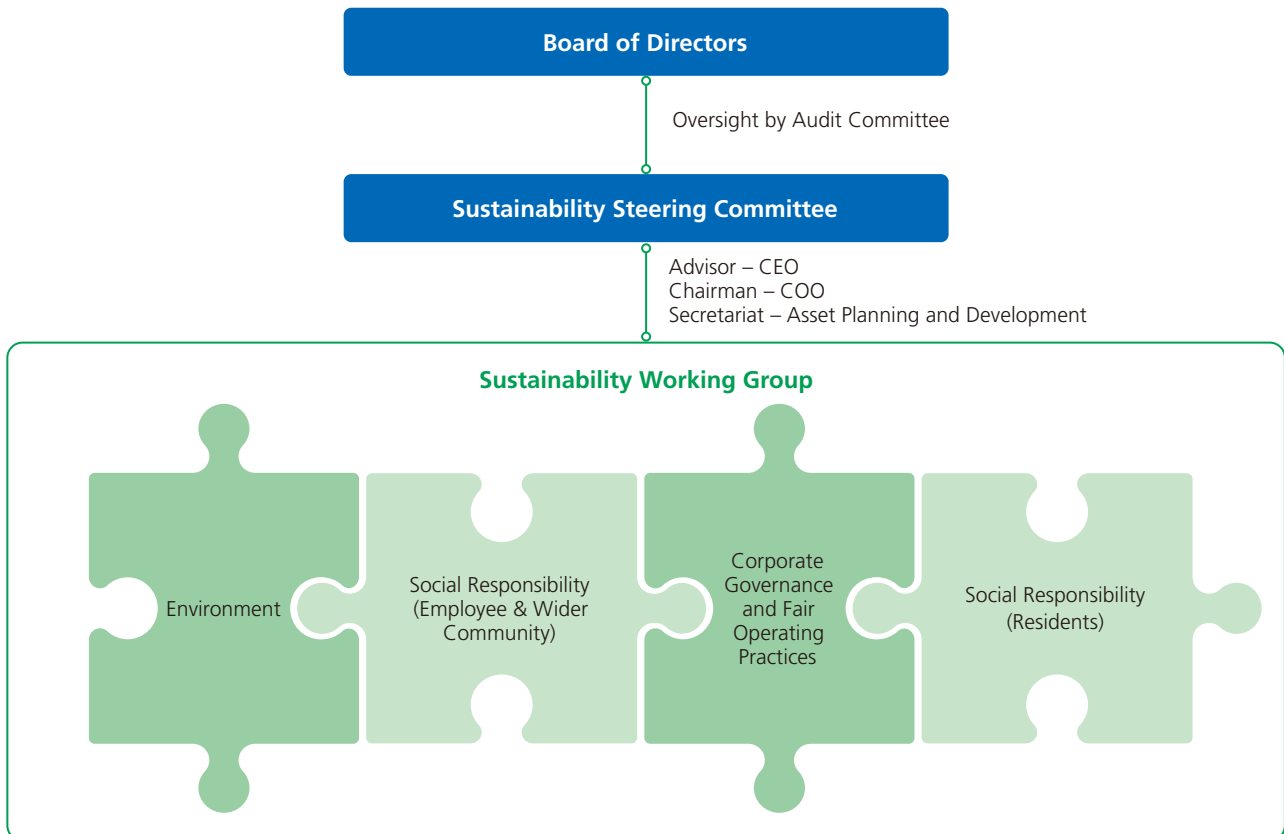 Board of Directors
Oversight by Audit Committee
Sustainability Steering Committee
Advisor – CEO
Chairman – COO
Secretariat – Asset Planning and Development
Sustainability Working Group
Environment
Social Responsibility
(Employee & Wider
Community)
Corporate
Governance
and Fair
Operating
Practices
Social Responsibility
(Residents)